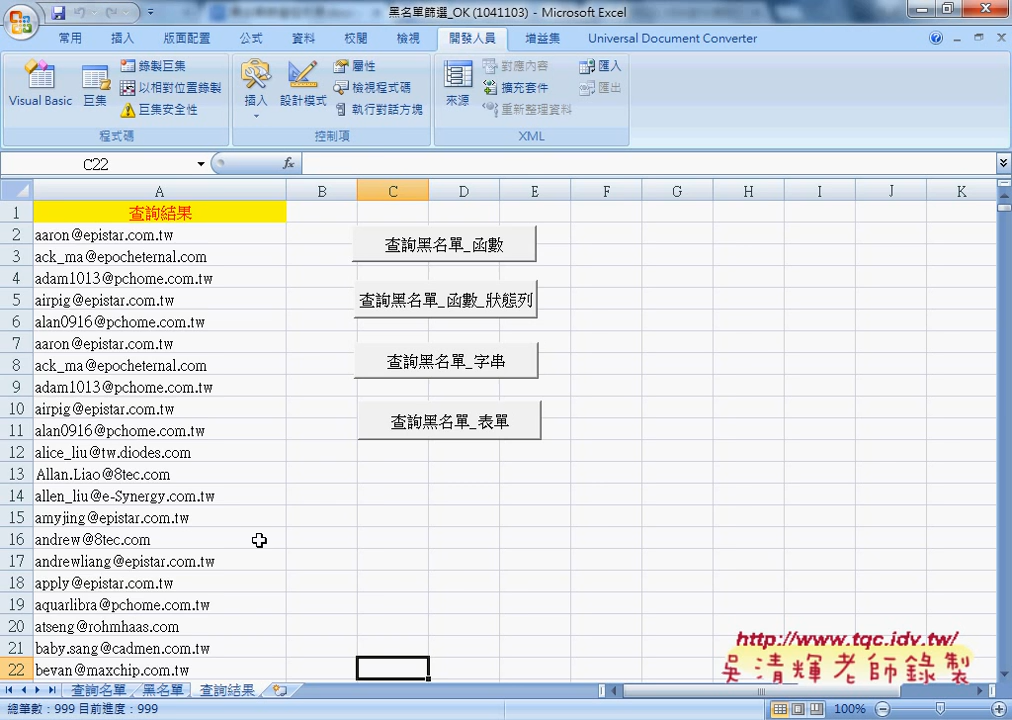 黑名單篩選_OK (1041103) - Microsoft Excel
常用 插入 版面配置 公式 資料 校閱 檢視 開發人員 增益集 Universal Document Converter
Visual Basic
巨集
錄製巨集
以相對位置錄製
巨集安全性
程式碼
插入
設計模式
屬性
檢視程式碼
執行對話方塊
控制項
來源
對應內容
擴充套件
重新整理資料
匯入
匯出
XML
C22
fx
A B C D E F G H I J K
1 查詢結果
2 aaron@epistar.com.tw
3 ack_ma@epocheternal.com
4 adam1013@pchome.com.tw
5 airpig@epistar.com.tw
6 alan0916@pchome.com.tw
7 aaron@epistar.com.tw
8 ack_ma@epocheternal.com
9 adam1013@pchome.com.tw
10 airpig@epistar.com.tw
11 alan0916@pchome.com.tw
12 alice_liu@tw.diodes.com
13 Allan.Liao@8tec.com
14 allen_liu@e-Synergy.com.tw
15 amyjing@epistar.com.tw
16 andrew@8tec.com
17 andrewliang@epistar.com.tw
18 apply@epistar.com.tw
19 aquarlibra@pchome.com.tw
20 atseng@rohmhaas.com
21 baby.sang@cadmen.com.tw
22 bevan@maxchip.com.tw
查詢黑名單_函數
查詢黑名單_函數_狀態列
查詢黑名單_字串
查詢黑名單_表單
http://www.tqc.idv.tw/
吳清輝老師錄製
查詢名單 黑名單 查詢結果
總筆數：999 目前進度：999
100%